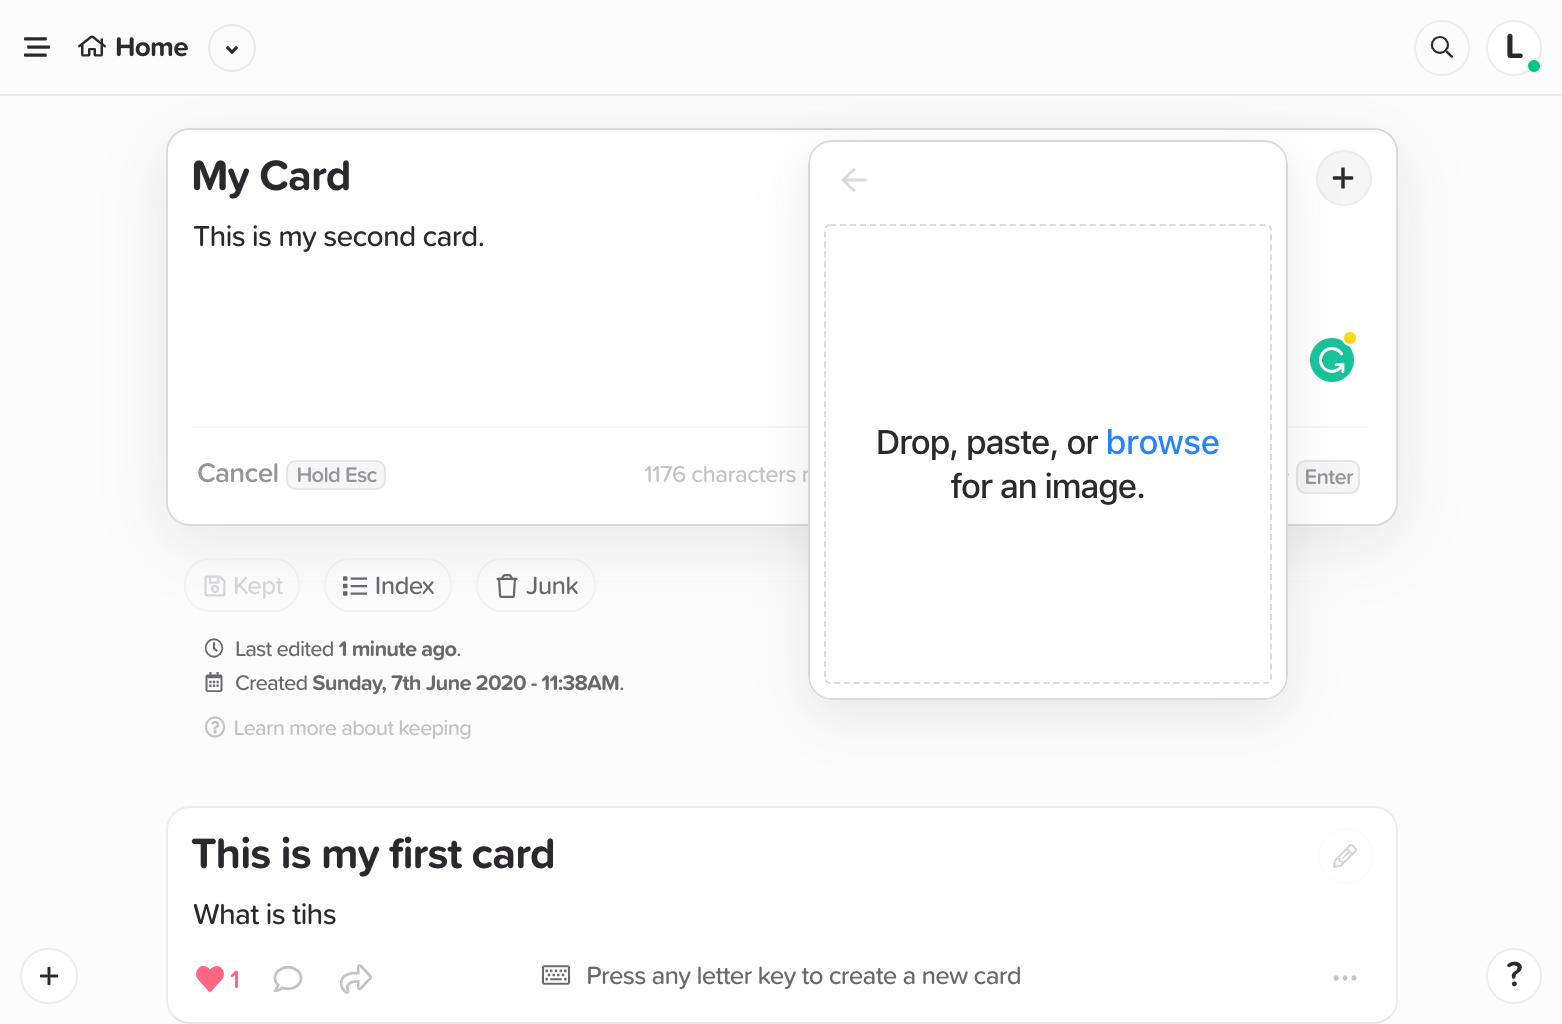 Home
L
My Card
This is my second card.
Drop, paste, or browse
for an image.
Cancel Hold Esc
1176 characters
Enter
Kept
Index
Junk
Last edited 1 minute ago.
Created Sunday, 7th June 2020 - 11:38AM.
Learn more about keeping
This is my first card
What is tihs
1
Press any letter key to create a new card
?